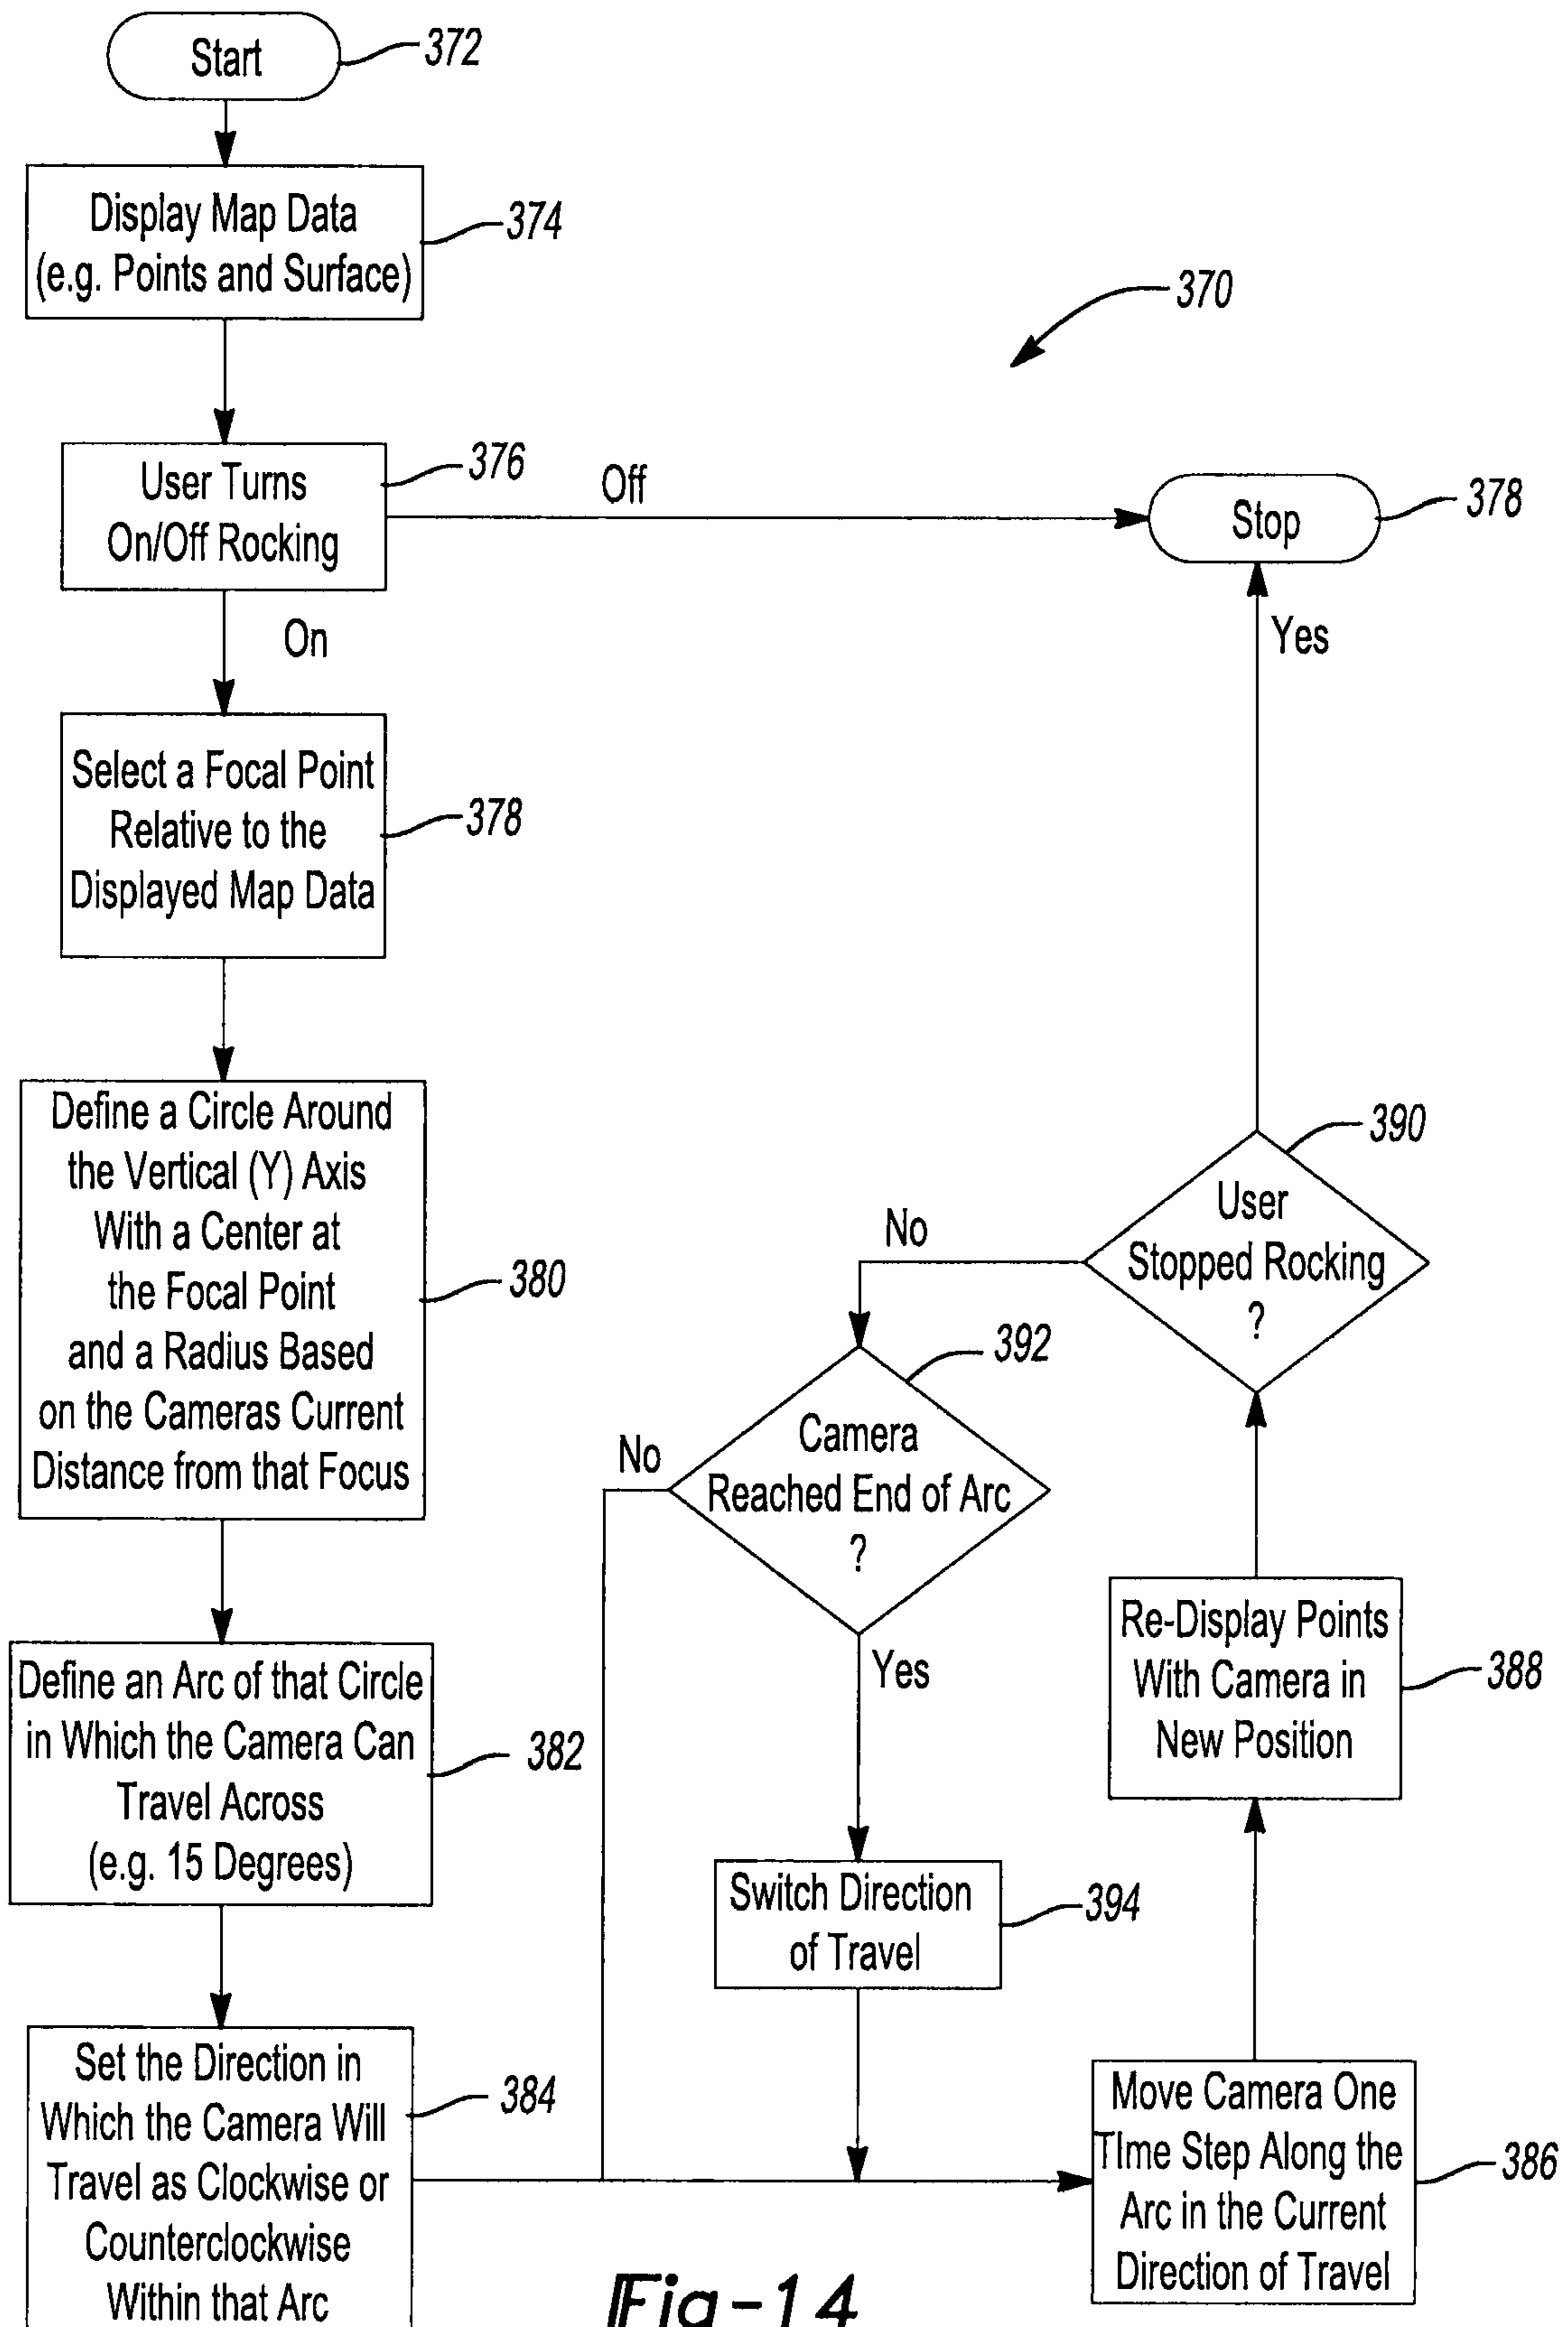 Start
372
Display Map Data
(e.g. Points and Surface)
374
370
User Turns
On/Off Rocking
376
Off
Stop
378
On
Yes
Select a Focal Point
Relative to the
Displayed Map Data
378
Define a Circle Around
the Vertical (Y) Axis
With a Center at
the Focal Point
and a Radius Based
on the Cameras Current
Distance from that Focus
380
User
Stopped Rocking
?
390
No
Camera
Reached End of Arc
?
392
No
Yes
Define an Arc of that Circle
in Which the Camera Can
Travel Across
(e.g. 15 Degrees)
382
Re-Display Points
With Camera in
New Position
388
Switch Direction
of Travel
394
Set the Direction in
Which the Camera Will
Travel as Clockwise or
Counterclockwise
Within that Arc
384
Move Camera One
TIme Step Along the
Arc in the Current
Direction of Travel
386
Fig-14